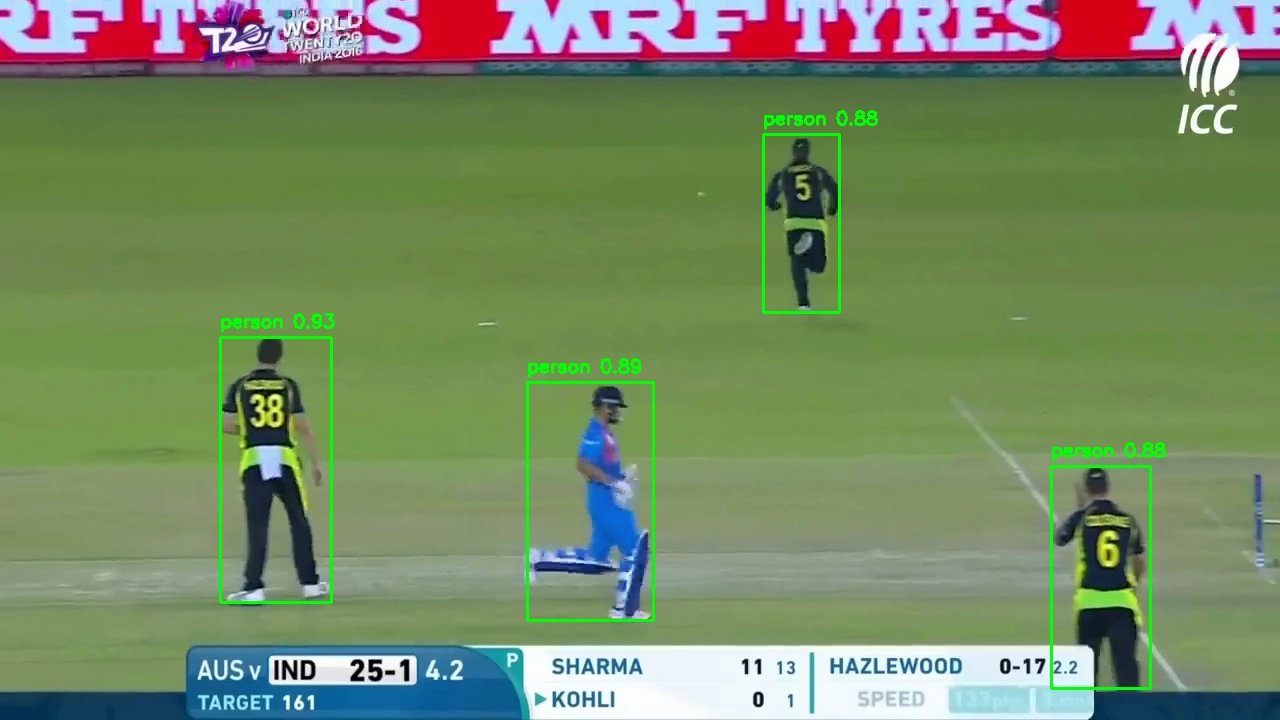 MRF TYRES
ICC
WORLD
TWENTY20
INDIA 2016
T20
ICC
person 0.88
5
person 0.93
38
person 0.89
person 0.88
6
AUS v IND 25-1 4.2
TARGET 161
P
SHARMA 11 13
KOHLI 0 1
HAZLEWOOD 0-17 2.2
SPEED